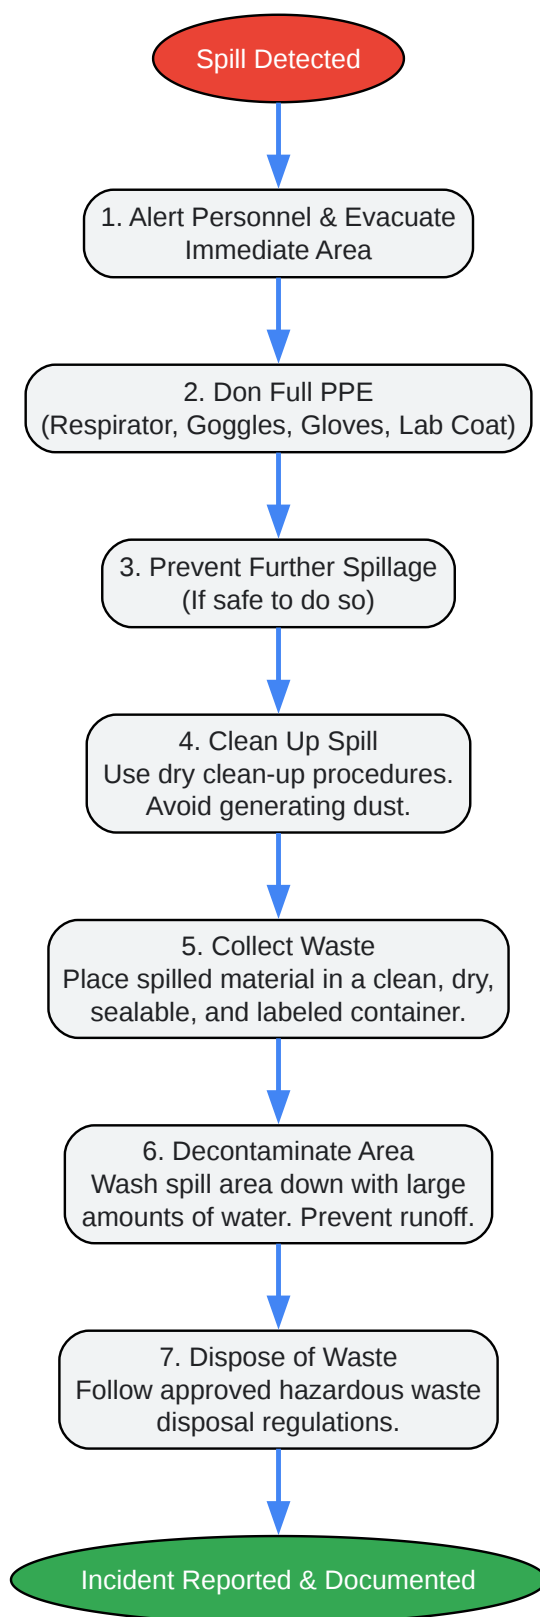 Spill Detected
1. Alert Personnel & Evacuate
Immediate Area
2. Don Full PPE
(Respirator, Goggles, Gloves, Lab Coat)
3. Prevent Further Spillage
(If safe to do so)
4. Clean Up Spill
Use dry clean-up procedures.
Avoid generating dust.
5. Collect Waste
Place spilled material in a clean, dry,
sealable, and labeled container.
6. Decontaminate Area
Wash spill area down with large
amounts of water. Prevent runoff.
7. Dispose of Waste
Follow approved hazardous waste
disposal regulations.
Incident Reported & Documented